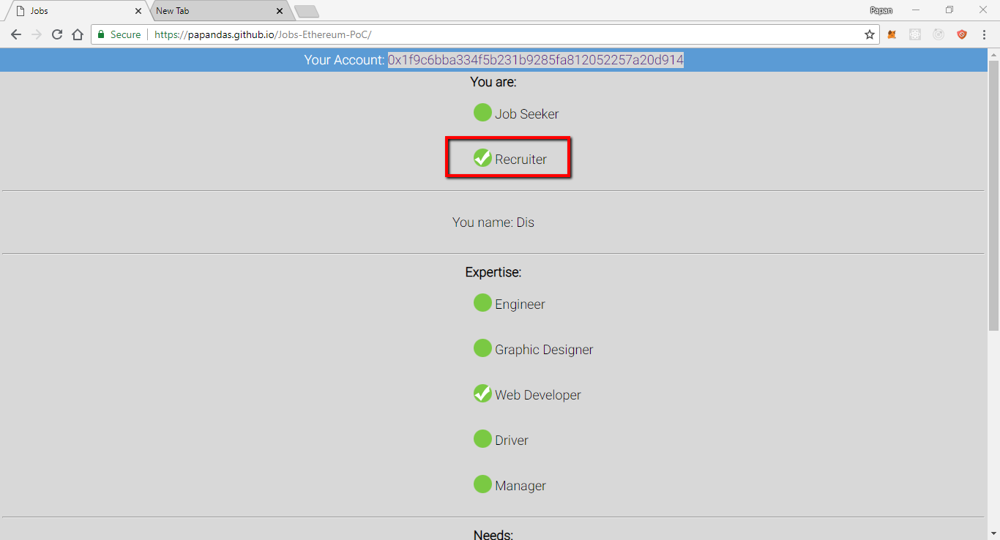 Jobs
New Tab
Papan
Secure https://papandas.github.io/Jobs-Ethereum-PoC/
Your Account: 0x1f9c6bba334f5b231b9285fa812052257a20d914
You are:
Job Seeker
Recruiter
You name: Dis
Expertise:
Engineer
Graphic Designer
Web Developer
Driver
Manager
Needs: